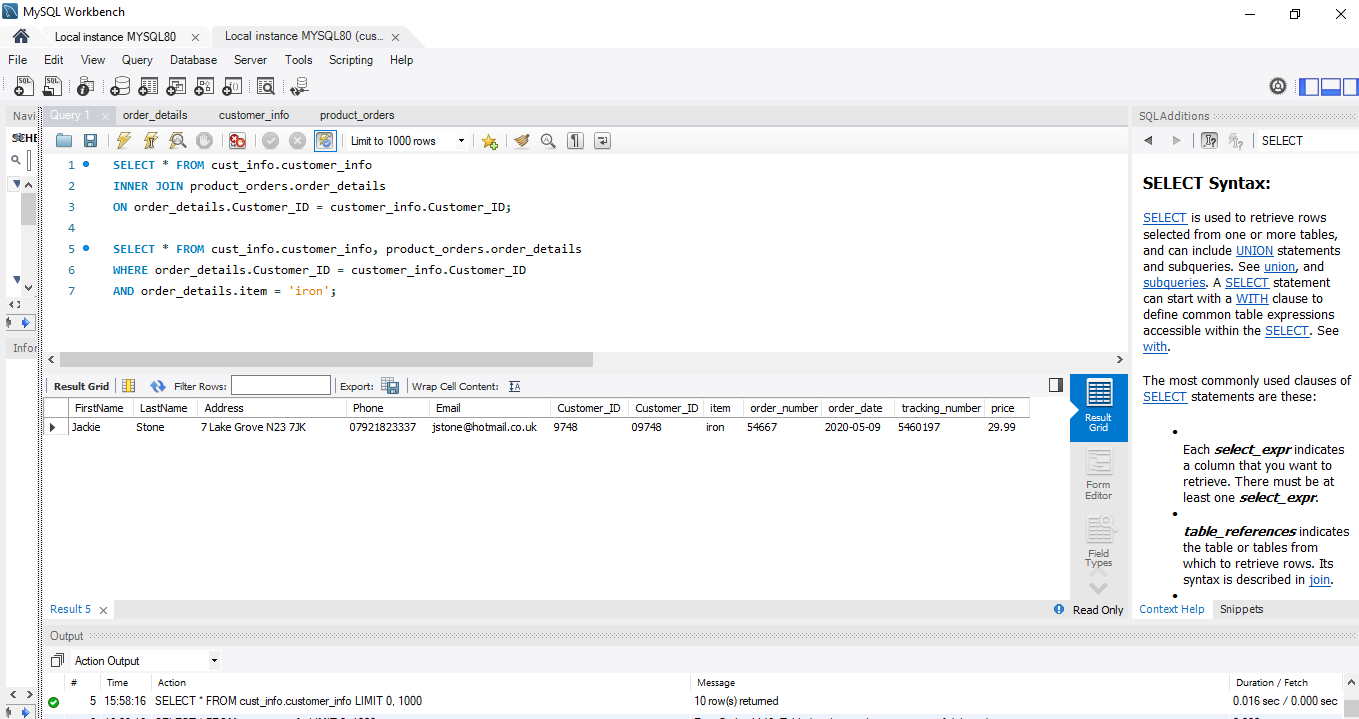 MySQL Workbench
Local instance MYSQL80 × Local instance MYSQL80 (cus... ×
File Edit View Query Database Server Tools Scripting Help
Navi Query 1 × order_details customer_info product_orders SQLAdditions
SCHE Limit to 1000 rows SELECT
1 SELECT * FROM cust_info.customer_info
2 INNER JOIN product_orders.order_details
3 ON order_details.Customer_ID = customer_info.Customer_ID;
4
5 SELECT * FROM cust_info.customer_info, product_orders.order_details
6 WHERE order_details.Customer_ID = customer_info.Customer_ID
7 AND order_details.item = 'iron';
Infor
SELECT Syntax:
SELECT is used to retrieve rows
selected from one or more tables,
and can include UNION statements
and subqueries. See union, and
subqueries. A SELECT statement
can start with a WITH clause to
define common table expressions
accessible within the SELECT. See
with.
The most commonly used clauses of
SELECT statements are these:
• 
Each select_expr indicates
a column that you want to
retrieve. There must be at
least one select_expr.
• 
table_references indicates
the table or tables from
which to retrieve rows. Its
syntax is described in join.
•
Result Grid Filter Rows: Export: Wrap Cell Content:
FirstName LastName Address Phone Email Customer_ID Customer_ID item order_number order_date tracking_number price
Jackie Stone 7 Lake Grove N23 7JK 07921823337 jstone@hotmail.co.uk 9748 09748 iron 54667 2020-05-09 5460197 29.99
Result
Grid
Form
Editor
Field
Types
Result 5 × Read Only Context Help Snippets
Output
Action Output
# Time Action Message Duration / Fetch
5 15:58:16 SELECT * FROM cust_info.customer_info LIMIT 0, 1000 10 row(s) returned 0.016 sec / 0.000 sec